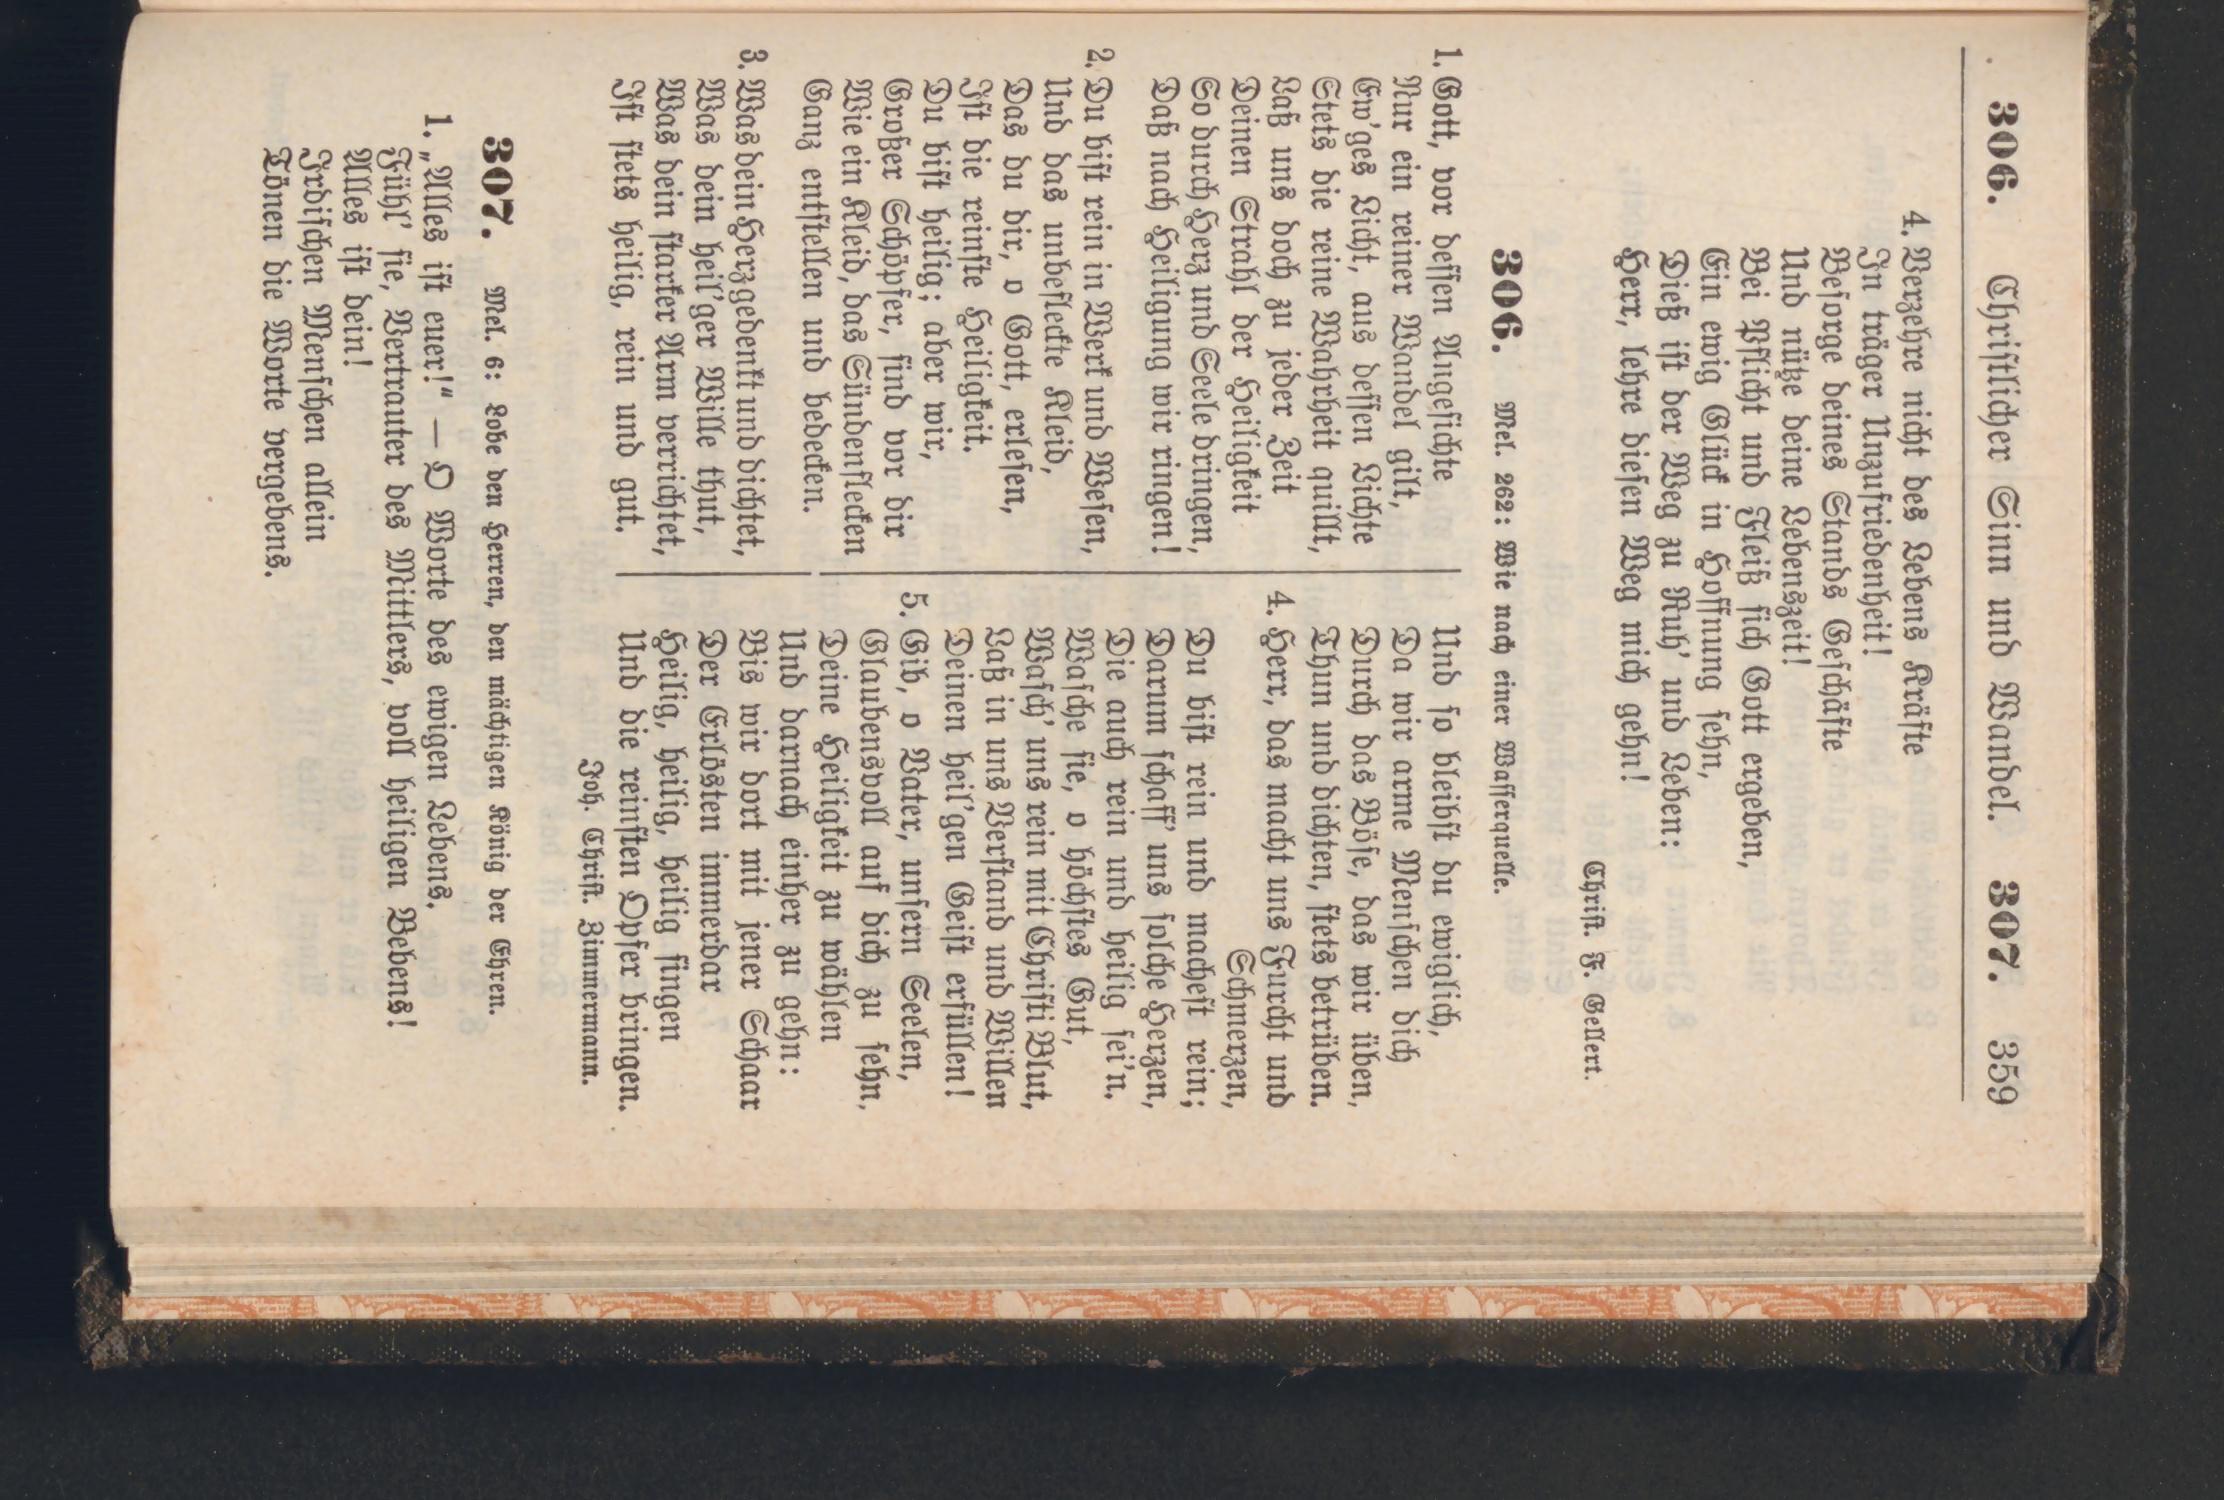 306. Christlicher Sinn und Wandel. 307. 359
4. Verzehre nicht des Lebens Kräfte
In träger Unzufriedenheit!
Besorge deines Stands Geschäfte
Und nütze deine Lebenszeit!
Bei Pflicht und Fleiß sich Gott ergeben,
Ein ewig Glück in Hoffnung sehn,
Dieß ist der Weg zu Ruh' und Leben:
Herr, lehre diesen Weg mich gehn!
Christ. F. Gellert.
306. Mel. 262: Wie nach einer Wasserquelle.
1. Gott, vor dessen Angesichte
Nur ein reiner Wandel gilt,
Ew'ges Licht, aus dessen Lichte
Stets die reine Wahrheit quillt,
Laß uns doch zu jeder Zeit
Deinen Strahl der Heiligkeit
So durch Herz und Seele dringen,
Daß nach Heiligung wir ringen!
2. Du bist rein in Werk und Wesen,
Und das unbefleckte Kleid,
Das du dir, o Gott, erlesen,
Ist die reinste Heiligkeit.
Du bist heilig; aber wir,
Großer Schöpfer, sind vor dir
Wie ein Kleid, das Sündenflecken
Ganz entstellen und bedecken.
3. Was dein Herz gedenkt und dichtet,
Was dein heil'ger Wille thut,
Was dein starker Arm verrichtet,
Ist stets heilig, rein und gut.
Und so bleibst du ewiglich,
Da wir arme Menschen dich
Durch das Böse, das wir üben,
Thun und dichten, stets betrüben.
4. Herr, das macht uns Furcht und
Schmerzen,
Du bist rein und machest rein;
Darum schaff' uns solche Herzen,
Die auch rein und heilig sei'n.
Wasche sie, o höchstes Gut,
Wasch' uns rein mit Christi Blut,
Laß in uns Verstand und Willen
Deinen heil'gen Geist erfüllen!
5. Gib, o Vater, unsern Seelen,
Glaubensvoll auf dich zu sehn,
Deine Heiligkeit zu wählen
Und darnach einher zu gehn:
Bis wir dort mit jener Schaar
Der Erlösten immerdar
Heilig, heilig, heilig singen
Und die reinsten Opfer bringen.
Joh. Christ. Zimmermann.
307. Mel. 6: Lobe den Herren, den mächtigen König der Ehren.
1. „Alles ist euer!“ — O Worte des ewigen Lebens.
Fühl' sie, Vertrauter des Mittlers, voll heiligen Bebens!
Alles ist dein!
Irdischen Menschen allein
Tönen die Worte vergebens.